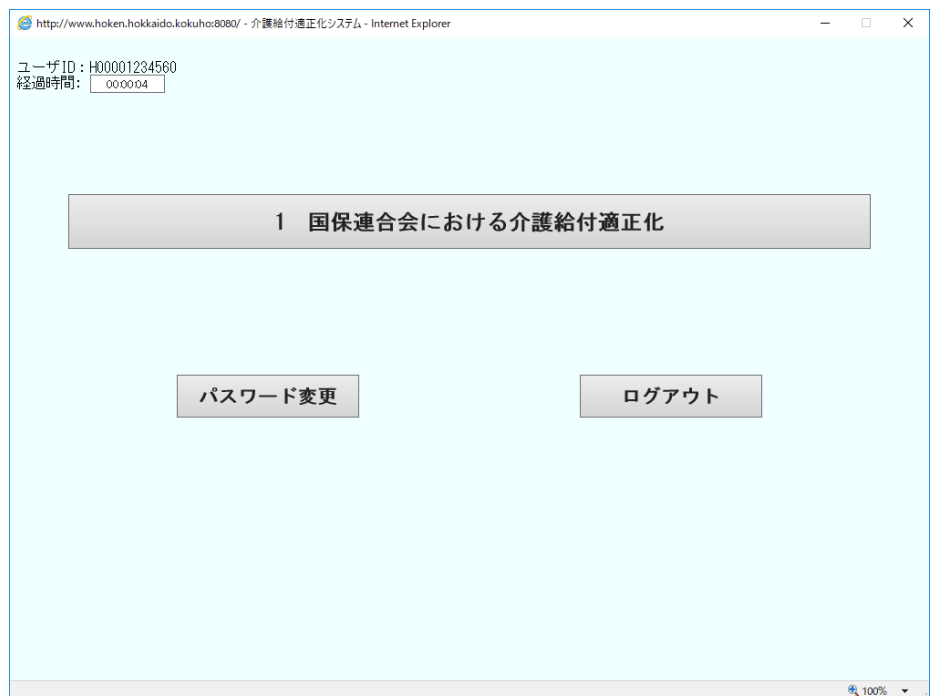 http://www.hoken.hokkaido.kokuho:8080/ - 介護給付適正化システム - Internet Explorer
ユーザID：H00001234560
経過時間： 00:00:04
1　国保連合会における介護給付適正化
パスワード変更　ログアウト
100%